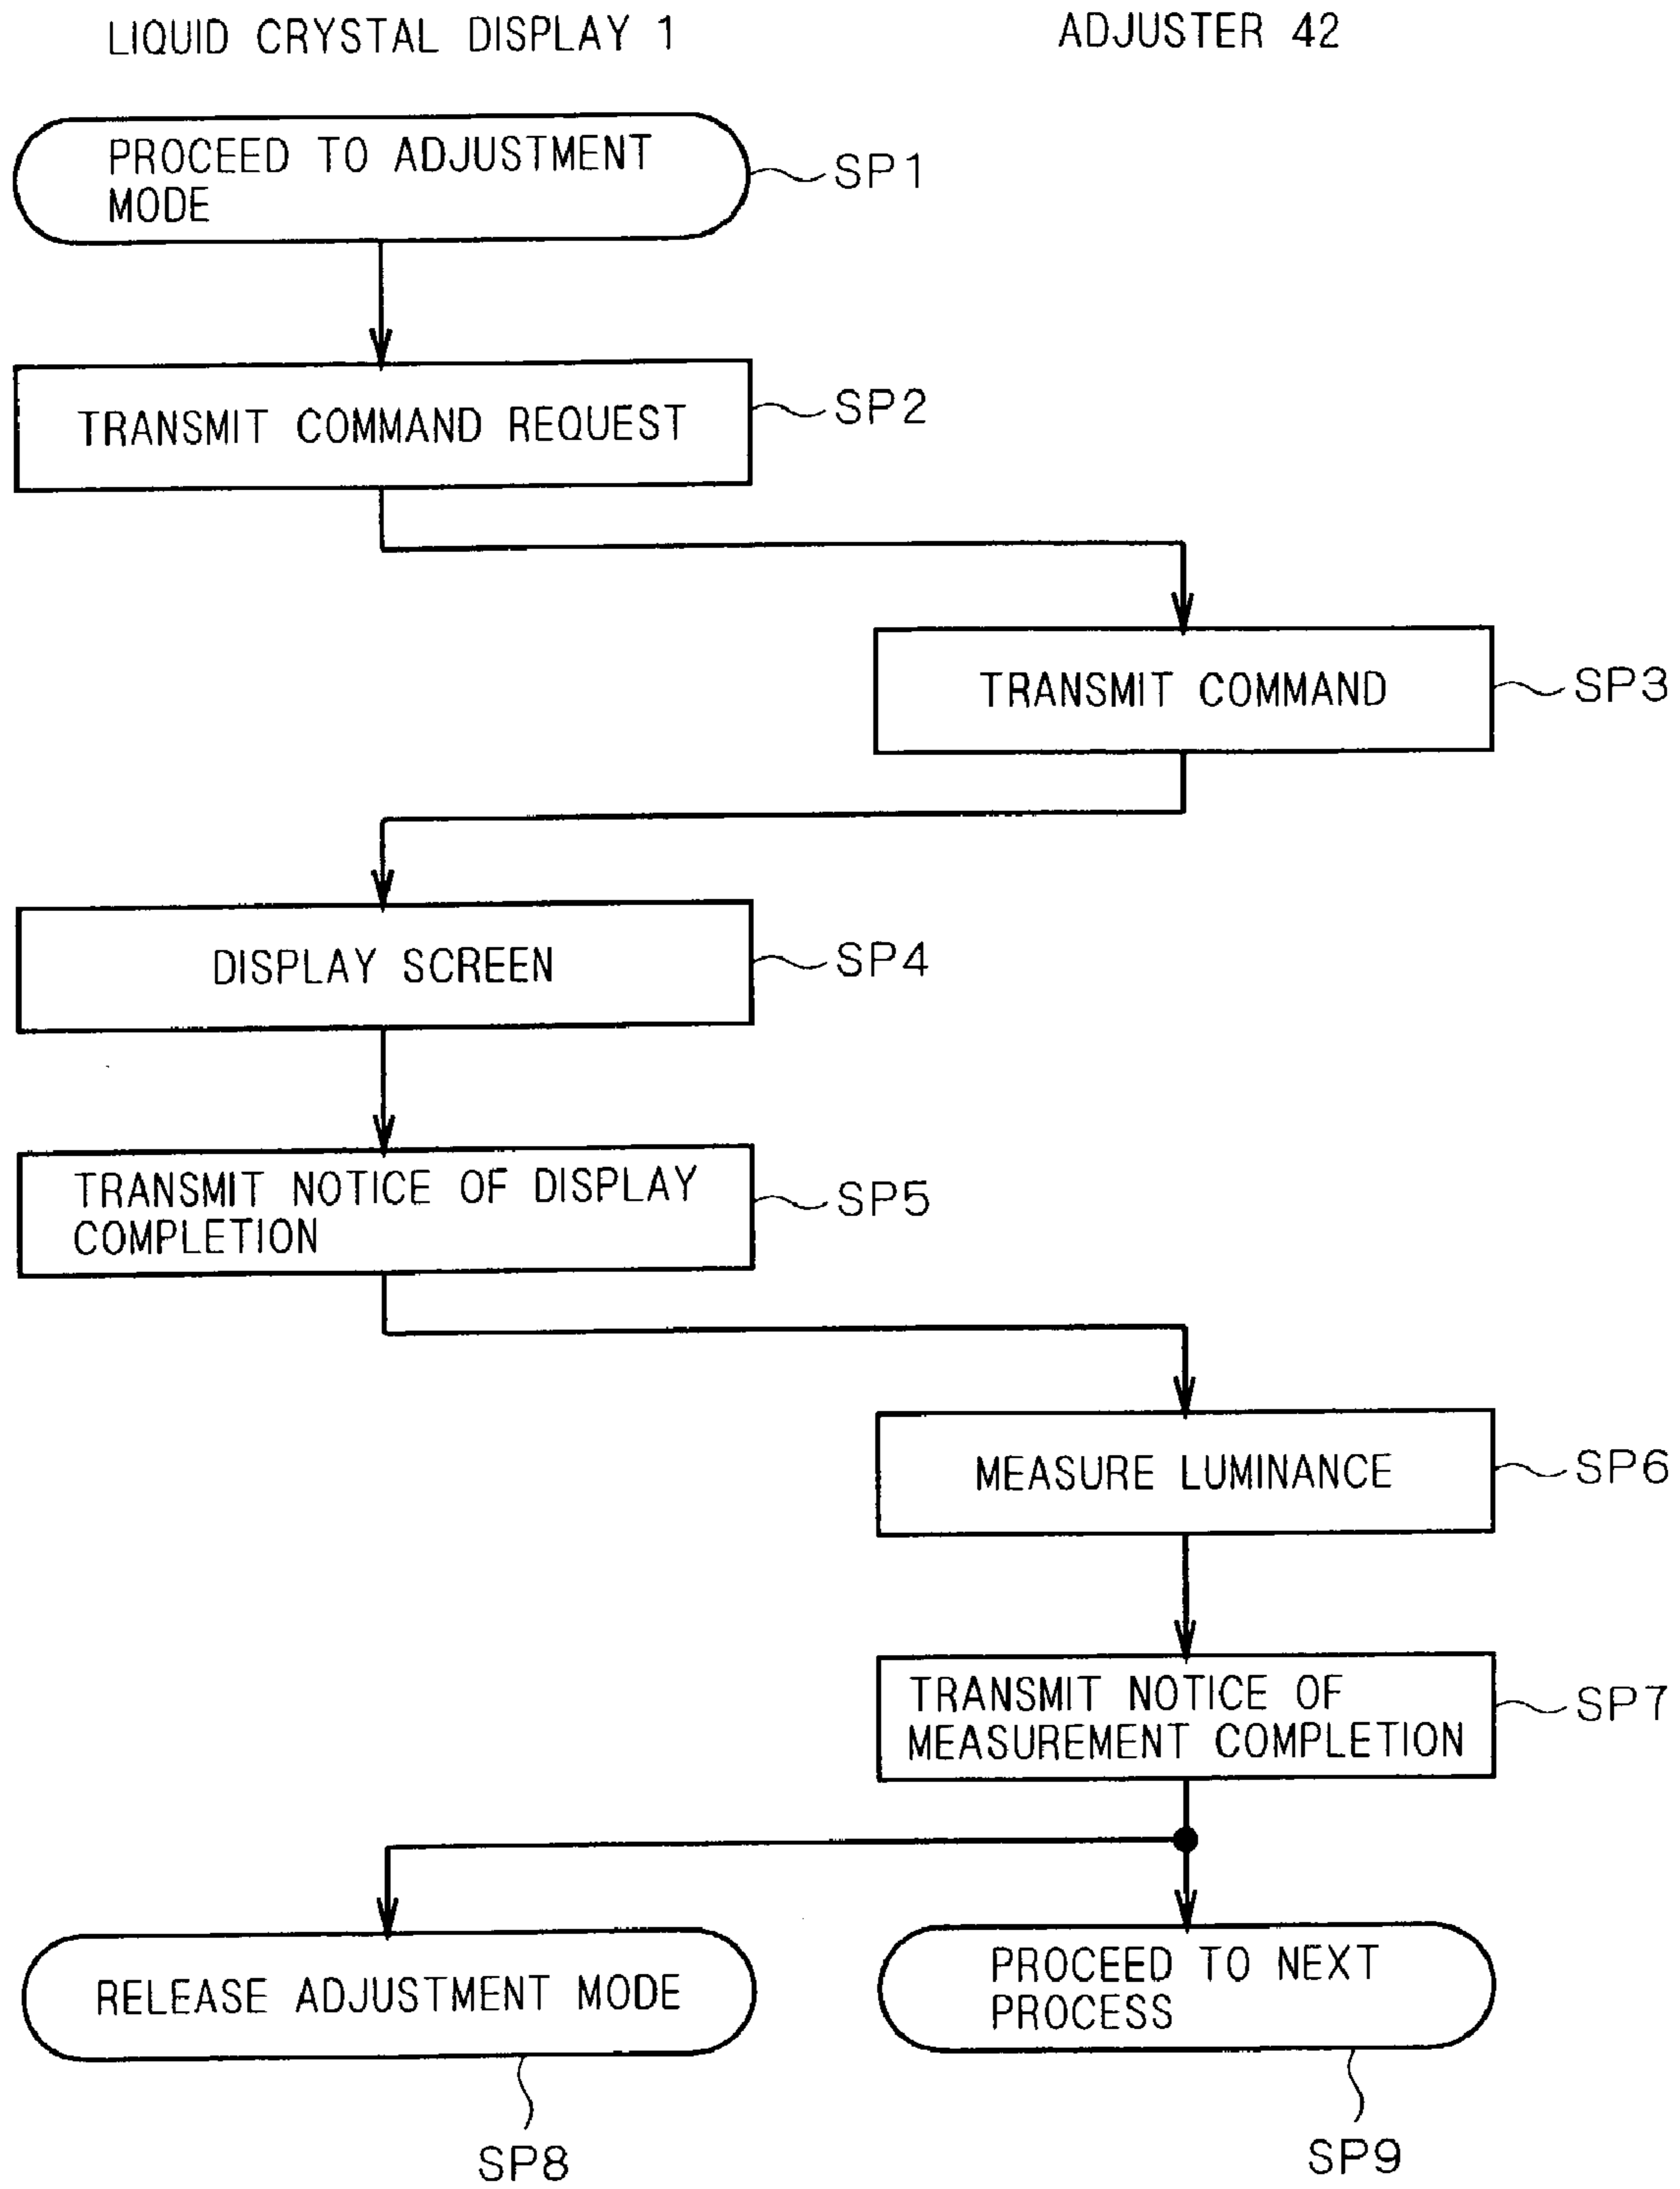 LIQUID CRYSTAL DISPLAY 1
ADJUSTER 42
PROCEED TO ADJUSTMENT
MODE
SP1
TRANSMIT COMMAND REQUEST
SP2
TRANSMIT COMMAND
SP3
DISPLAY SCREEN
SP4
TRANSMIT NOTICE OF DISPLAY
COMPLETION
SP5
MEASURE LUMINANCE
SP6
TRANSMIT NOTICE OF
MEASUREMENT COMPLETION
SP7
RELEASE ADJUSTMENT MODE
PROCEED TO NEXT
PROCESS
SP8
SP9